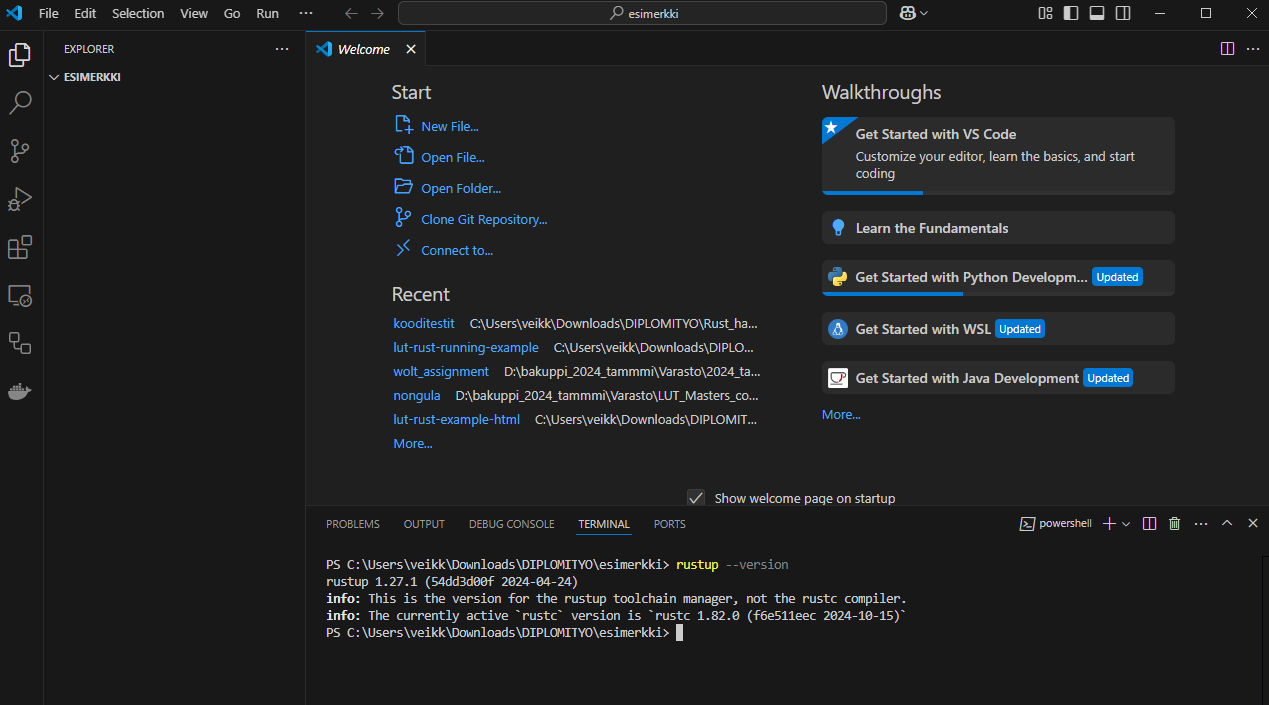 File Edit Selection View Go Run ··· esimerkki
EXPLORER ···
ESIMERKKI
Welcome
Start
New File...
Open File...
Open Folder...
Clone Git Repository...
Connect to...
Recent
kooditestit C:\Users\veikk\Downloads\DIPLOMITYO\Rust_ha...
lut-rust-running-example C:\Users\veikk\Downloads\DIPLO...
wolt_assignment D:\bakuppi_2024_tammmi\Varasto\2024_ta...
nongula D:\bakuppi_2024_tammmi\Varasto\LUT_Masters_co...
lut-rust-example-html C:\Users\veikk\Downloads\DIPLOMIT...
More...
Walkthroughs
Get Started with VS Code
Customize your editor, learn the basics, and start
coding
Learn the Fundamentals
Get Started with Python Developm... Updated
Get Started with WSL Updated
Get Started with Java Development Updated
More...
Show welcome page on startup
PROBLEMS OUTPUT DEBUG CONSOLE TERMINAL PORTS powershell
PS C:\Users\veikk\Downloads\DIPLOMITYO\esimerkki> rustup --version
rustup 1.27.1 (54dd3d00f 2024-04-24)
info: This is the version for the rustup toolchain manager, not the rustc compiler.
info: The currently active `rustc` version is `rustc 1.82.0 (f6e511eec 2024-10-15)`
PS C:\Users\veikk\Downloads\DIPLOMITYO\esimerkki>